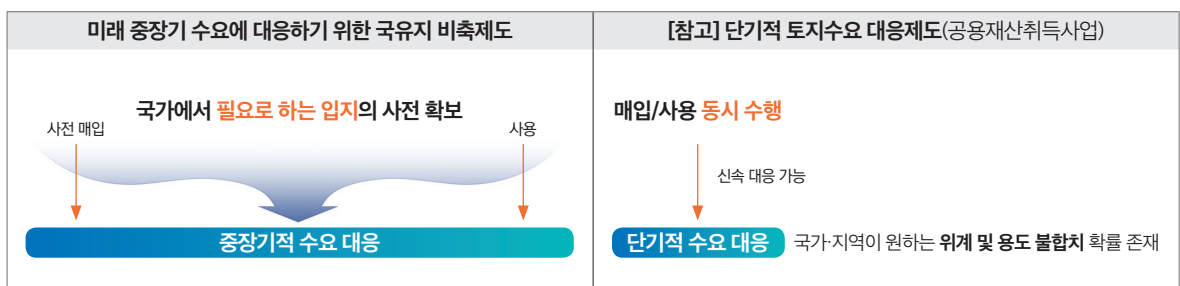 미래 중장기 수요에 대응하기 위한 국유지 비축제도
국가에서 필요로 하는 입지의 사전 확보
사전 매입
사용
중장기적 수요 대응
[참고] 단기적 토지수요 대응제도(공용재산취득사업)
매입/사용 동시 수행
신속 대응 가능
단기적 수요 대응
국가·지역이 원하는 위계 및 용도 불합치 확률 존재